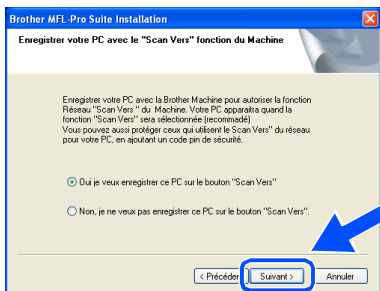 Brother MFL-Pro Suite Installation
Enregistrer votre PC avec le "Scan Vers" fonction du Machine
Enregistrer votre PC avec la Brother Machine pour autoriser la fonction
Réseau "Scan Vers " du Machine. Votre PC apparaitra quand la
fonction "Scan Vers" sera sélectionnée (recommadé)
Vous pouvez aussi protéger ceux qui utilisent le Scan Vers" du réseau
pour votre PC, en ajoutant un code pin de sécurité.
Oui je veux enregistrer ce PC sur le bouton "Scan Vers"
Non, je ne veux pas enregistrer ce PC sur le bouton "Scan Vers".
< Précéder
Suivant >
Annuler